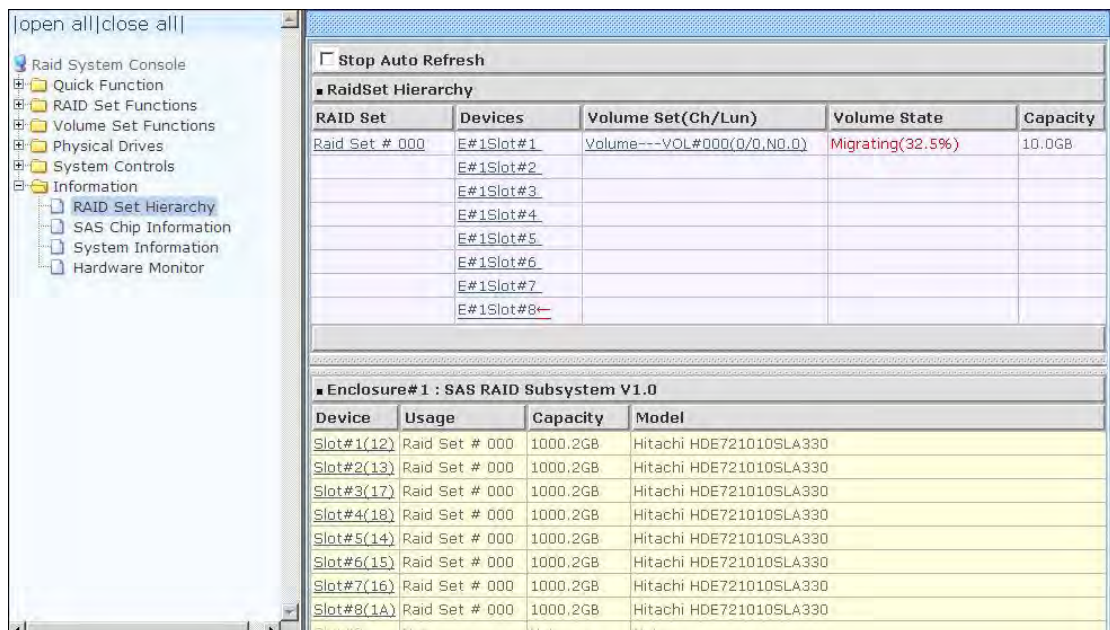 |open all|close all|
Raid System Console
Quick Function
RAID Set Functions
Volume Set Functions
Physical Drives
System Controls
Information
RAID Set Hierarchy
SAS Chip Information
System Information
Hardware Monitor
Stop Auto Refresh
RaidSet Hierarchy
RAID Set Devices Volume Set(Ch/Lun) Volume State Capacity
Raid Set # 000 E#1Slot#1 Volume---VOL#000(0/0,N0.0) Migrating(32.5%) 10.0GB
E#1Slot#2
E#1Slot#3
E#1Slot#4
E#1Slot#5
E#1Slot#6
E#1Slot#7
E#1Slot#8←
Enclosure#1 : SAS RAID Subsystem V1.0
Device Usage Capacity Model
Slot#1(12) Raid Set # 000 1000.2GB Hitachi HDE721010SLA330
Slot#2(13) Raid Set # 000 1000.2GB Hitachi HDE721010SLA330
Slot#3(17) Raid Set # 000 1000.2GB Hitachi HDE721010SLA330
Slot#4(18) Raid Set # 000 1000.2GB Hitachi HDE721010SLA330
Slot#5(14) Raid Set # 000 1000.2GB Hitachi HDE721010SLA330
Slot#6(15) Raid Set # 000 1000.2GB Hitachi HDE721010SLA330
Slot#7(16) Raid Set # 000 1000.2GB Hitachi HDE721010SLA330
Slot#8(1A) Raid Set # 000 1000.2GB Hitachi HDE721010SLA330